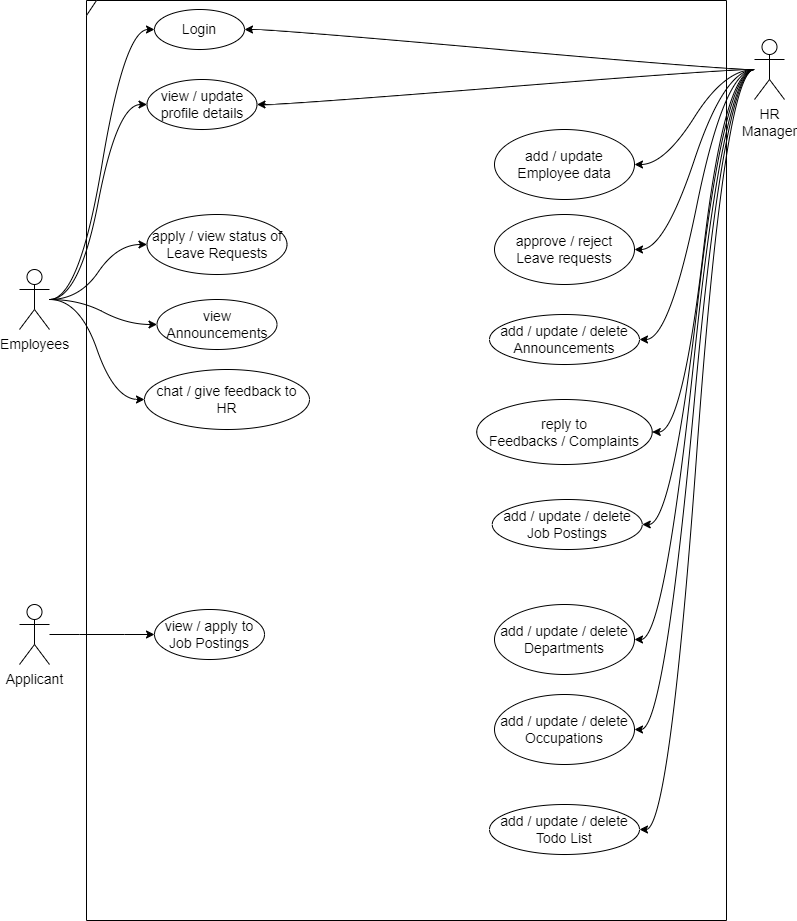 Login
view / update
profile details
HR
Manager
add / update
Employee data
apply / view status of
Leave Requests
approve / reject
Leave requests
Employees
view
Announcements
add / update / delete
Announcements
chat / give feedback to
HR
reply to
Feedbacks / Complaints
add / update / delete
Job Postings
Applicant
view / apply to
Job Postings
add / update / delete
Departments
add / update / delete
Occupations
add / update / delete
Todo List